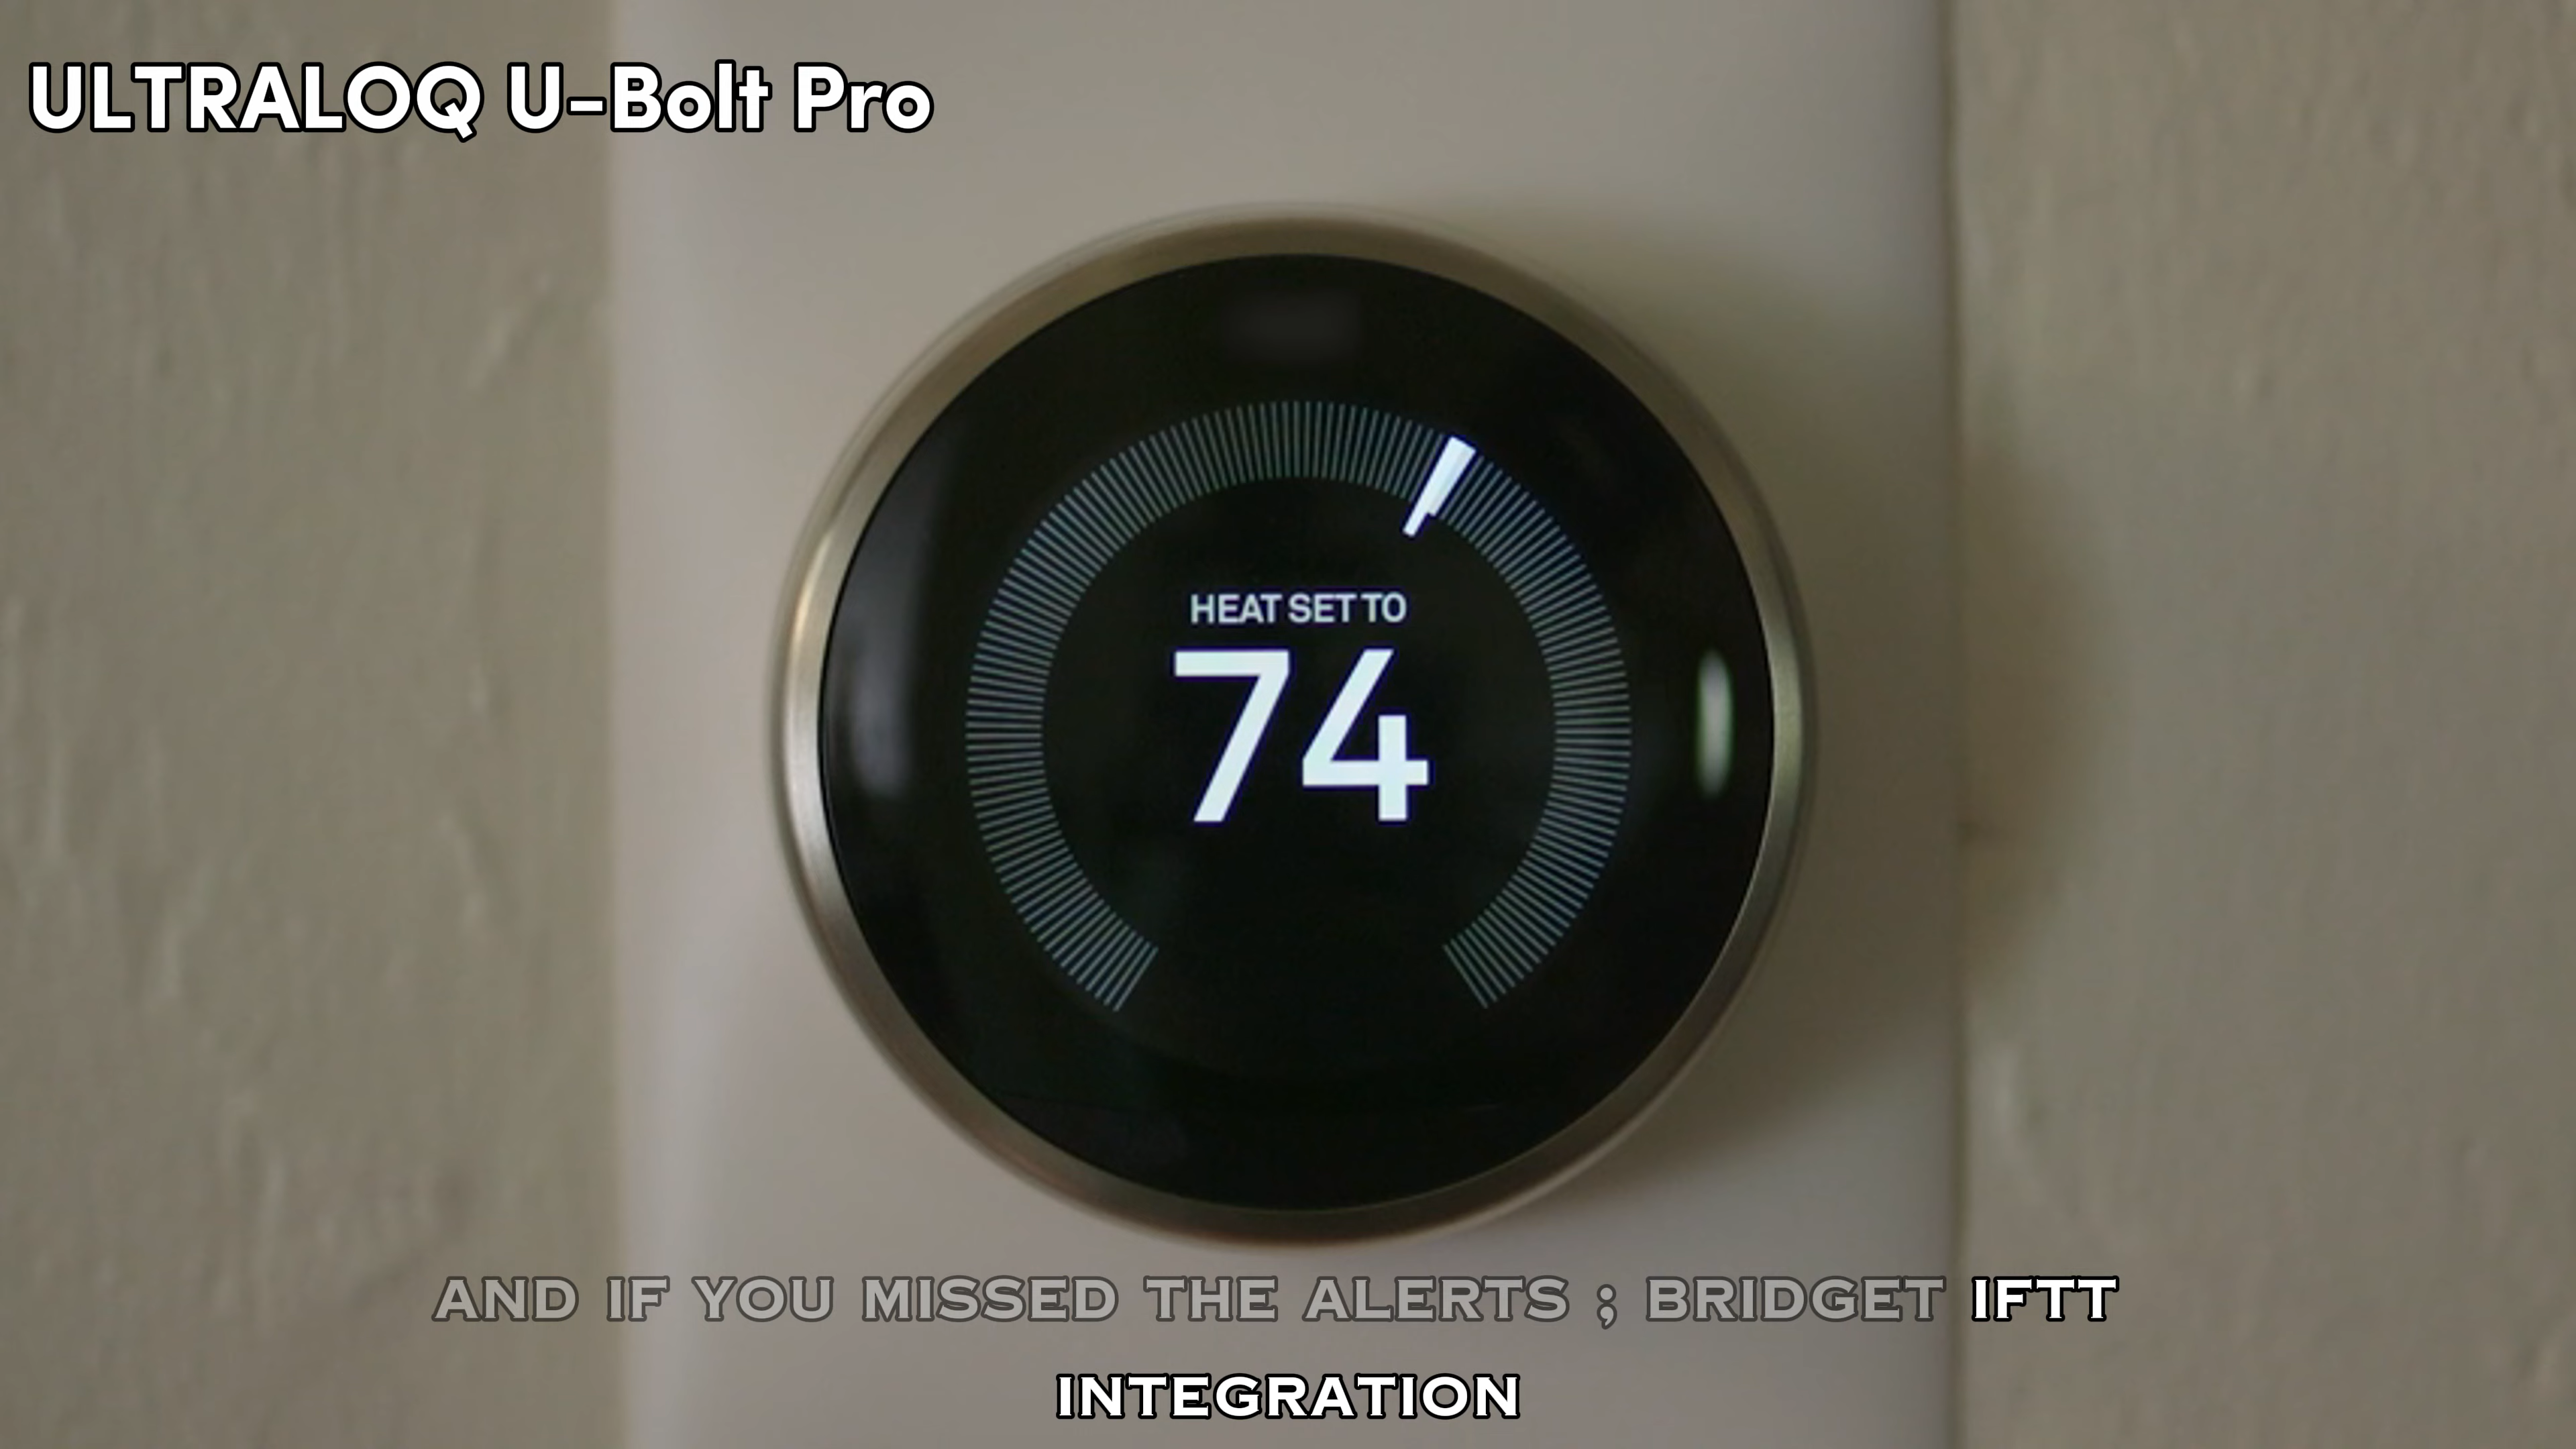 ULTRALOQ U-Bolt Pro
HEAT SET TO
74
AND IF YOU MISSED THE ALERTS ; BRIDGET IFTT
INTEGRATION